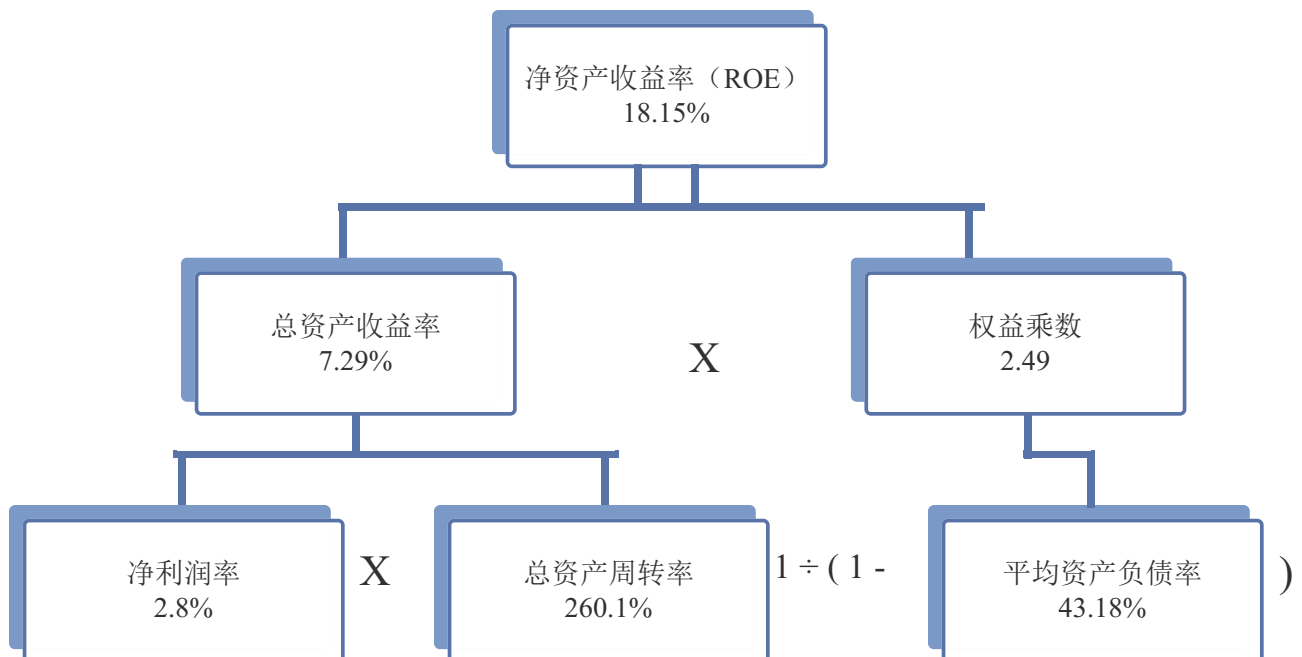 净资产收益率（ROE）
18.15%
总资产收益率
7.29%
X
权益乘数
2.49
净利润率
2.8%
X
总资产周转率
260.1%
1 ÷ ( 1 -
平均资产负债率
43.18%
)